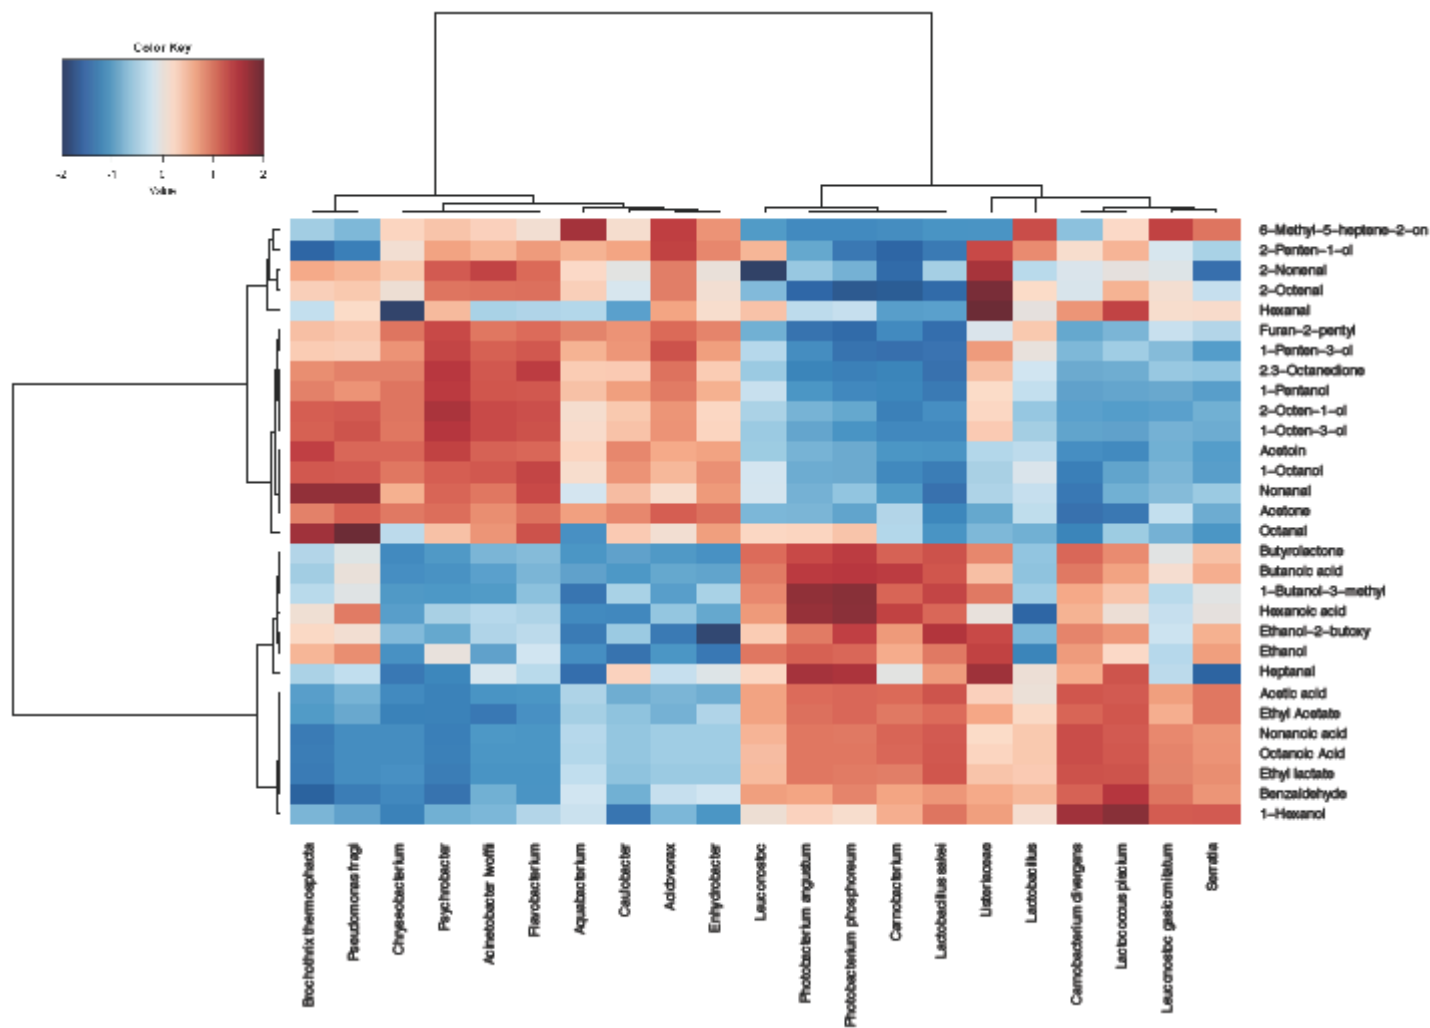 Color Key
-2 -1 0 1 2
Value
6-Methyl-5-heptene-2-on
2-Penten-1-ol
2-Nonenal
2-Octenal
Hexanal
Furan-2-pentyl
1-Penten-3-ol
2.3-Octanedione
1-Pentanol
2-Octen-1-ol
1-Octen-3-ol
Acetoin
1-Octanol
Nonanal
Acetone
Octanal
Butyrolactone
Butanoic acid
1-Butanol-3-methyl
Hexanoic acid
Ethanol-2-butoxy
Ethanol
Heptanal
Acetic acid
Ethyl Acetate
Nonanoic acid
Octanoic Acid
Ethyl lactate
Benzaldehyde
1-Hexanol
Brochothrix thermosphacta
Pseudomonas fragi
Chryseobacterium
Psychrobacter
Acinetobacter lwoffii
Flavobacterium
Aquabacterium
Caulobacter
Acidovorax
Enhydrobacter
Leuconostoc
Photobacterium angustum
Photobacterium phosphoreum
Carnobacterium
Lactobacillus sakei
Listeriaceae
Lactobacillus
Carnobacterium divergens
Lactococcus piscium
Leuconostoc gasicomitatum
Serratia